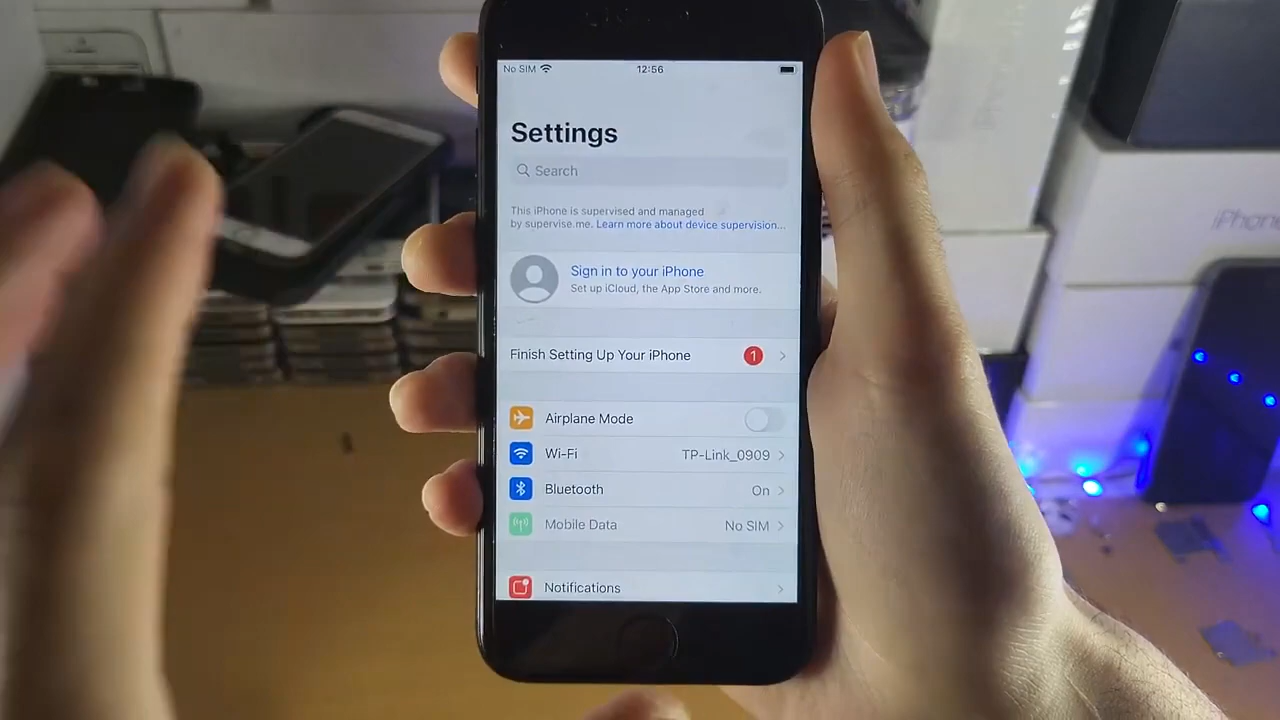 No SIM
12:56
Settings
Search
This iPhone is supervised and managed
by supervise.me. Learn more about device supervision...
Sign in to your iPhone
Set up iCloud, the App Store and more.
Finish Setting Up Your iPhone 1
Airplane Mode
Wi-Fi TP-Link_0909
Bluetooth On
Mobile Data No SIM
Notifications
iPhone
iPhone